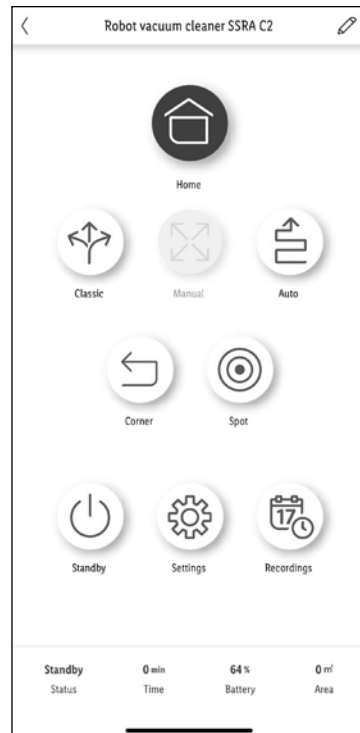 Robot vacuum cleaner SSRA C2
Home
Classic Manual Auto
Corner Spot
17
Standby Settings Recordings
Standby 0 min 64 % 0 ㎡
Status Time Battery Area